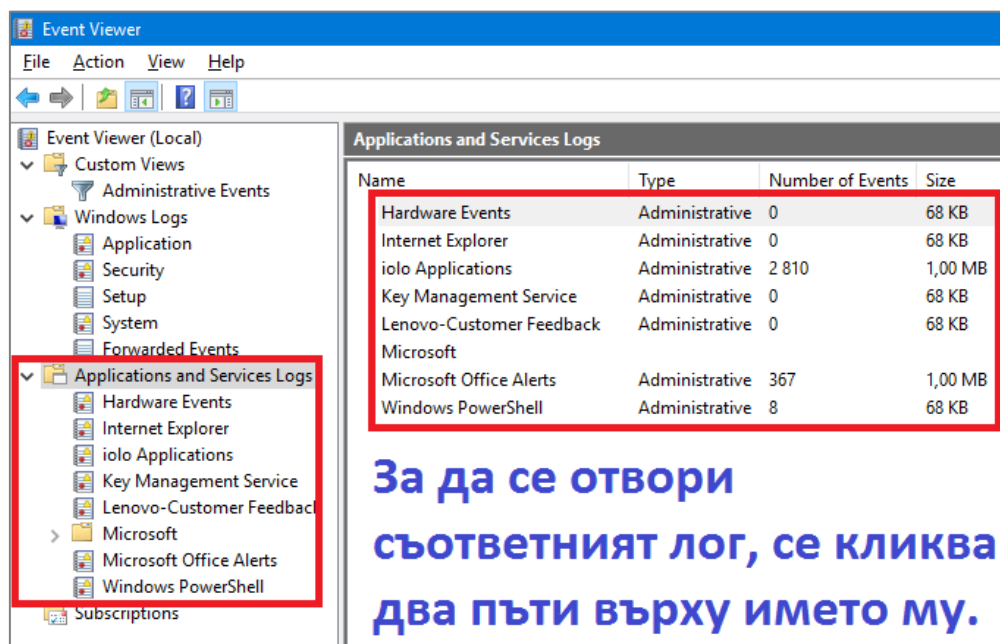 Event Viewer
File Action View Help
Event Viewer (Local)
Custom Views
Administrative Events
Windows Logs
Application
Security
Setup
System
Forwarded Events
Applications and Services Logs
Hardware Events
Internet Explorer
iolo Applications
Key Management Service
Lenovo-Customer Feedback
Microsoft
Microsoft Office Alerts
Windows PowerShell
Subscriptions
Applications and Services Logs
Name Type Number of Events Size
Hardware Events Administrative 0 68 KB
Internet Explorer Administrative 0 68 KB
iolo Applications Administrative 2 810 1,00 MB
Key Management Service Administrative 0 68 KB
Lenovo-Customer Feedback Administrative 0 68 KB
Microsoft
Microsoft Office Alerts Administrative 367 1,00 MB
Windows PowerShell Administrative 8 68 KB
За да се отвори
съответният лог, се кликва
два пъти върху името му.